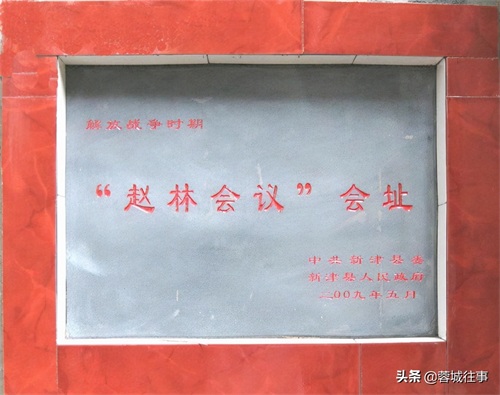 解放战争时期
“赵林会议”会址
中共新津县委
新津县人民政府
二00九年五月
头条@蓉城往事